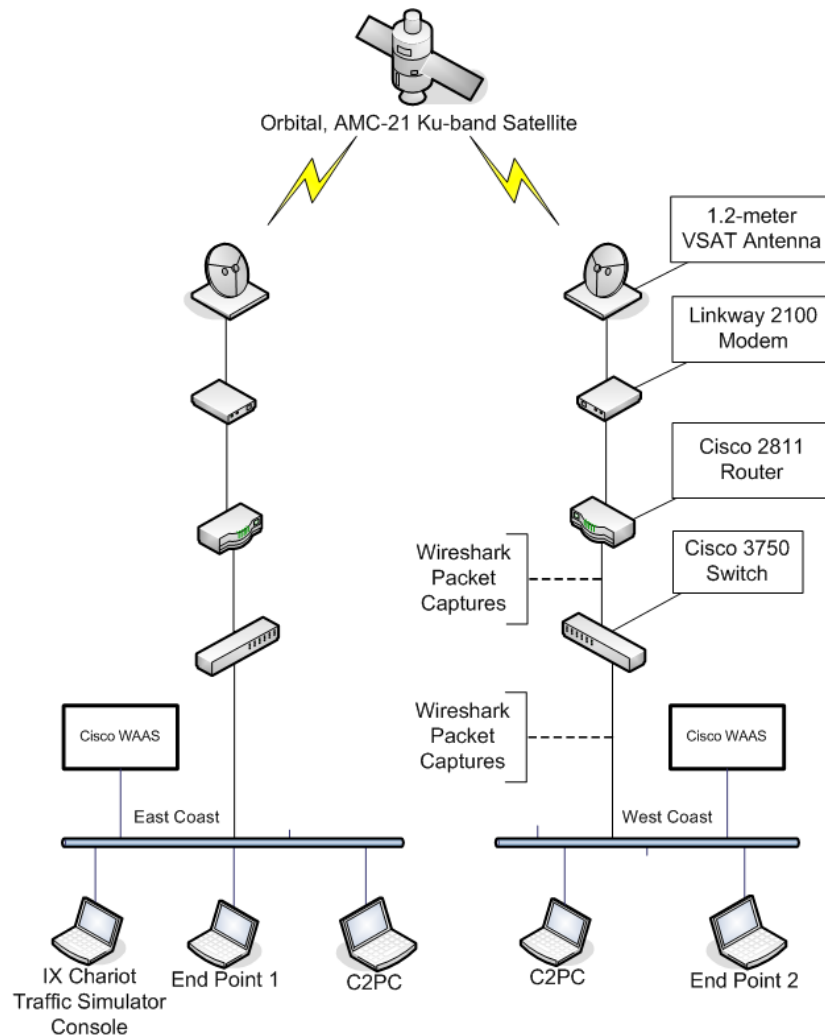 Orbital, AMC-21 Ku-band Satellite
1.2-meter
VSAT Antenna
Linkway 2100
Modem
Cisco 2811
Router
Wireshark
Packet
Captures
Cisco 3750
Switch
Cisco WAAS
Wireshark
Packet
Captures
Cisco WAAS
East Coast
West Coast
IX Chariot
Traffic Simulator
Console
End Point 1
C2PC
C2PC
End Point 2